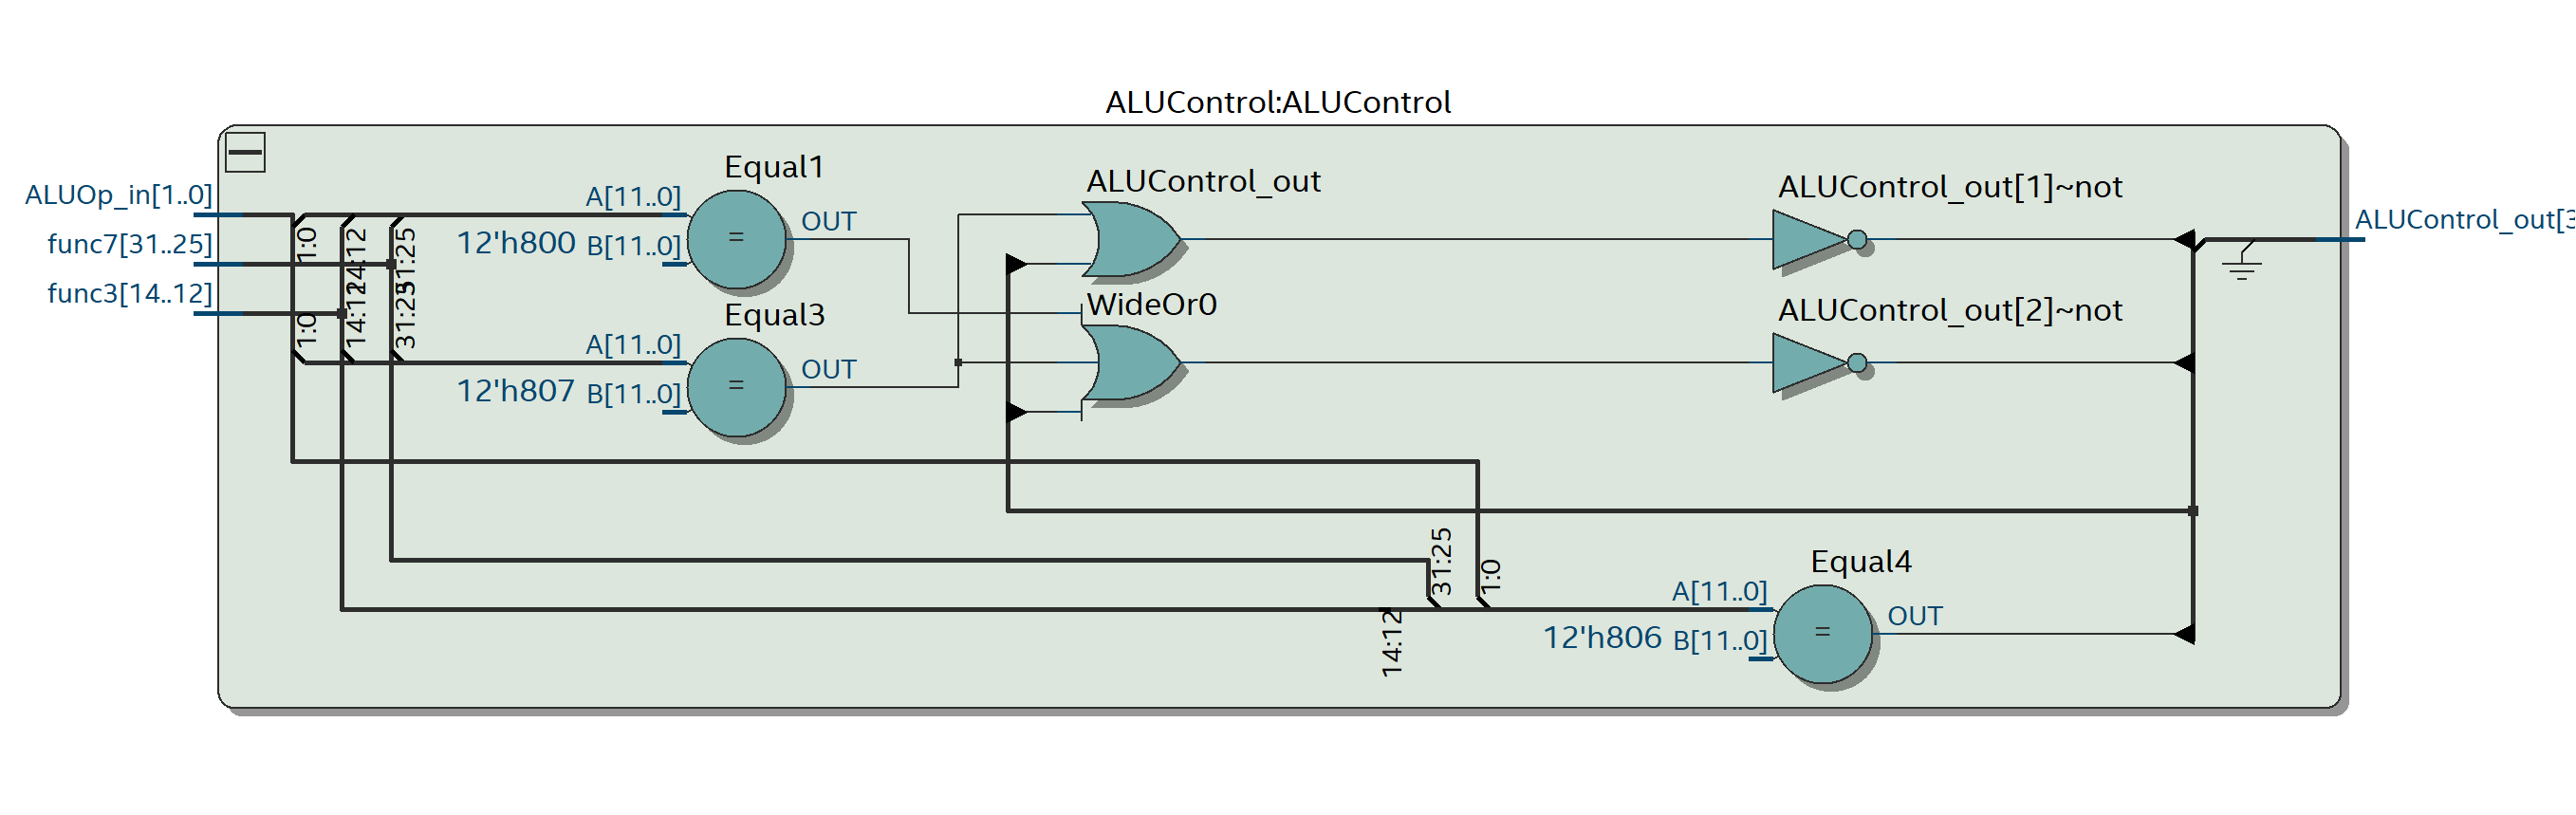 ALUControl:ALUControl
ALUOp_in[1..0]
func7[31..25]
func3[14..12]
1:0
14:12
31:25
1:0
14:12
31:25
Equal1
A[11..0]
12'h800 B[11..0]
=
OUT
Equal3
A[11..0]
12'h807 B[11..0]
=
OUT
ALUControl_out
WideOr0
ALUControl_out[1]~not
ALUControl_out[2]~not
ALUControl_out[3
31:25
1:0
14:12
Equal4
A[11..0]
12'h806 B[11..0]
=
OUT